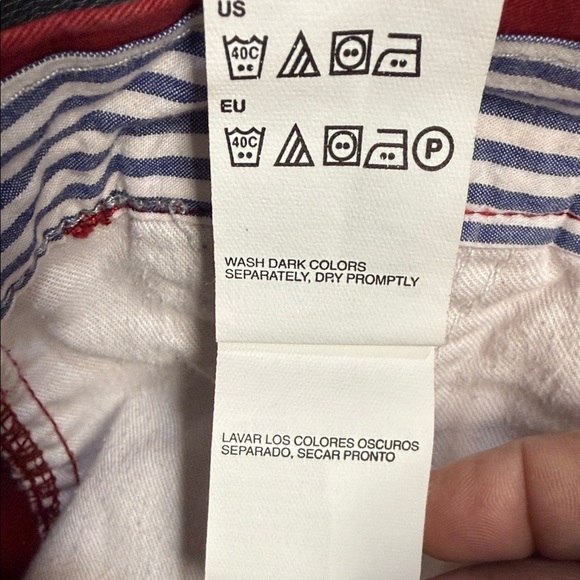 US
40C
EU
40C P
WASH DARK COLORS
SEPARATELY, DRY PROMPTLY
LAVAR LOS COLORES OSCUROS
SEPARADO, SECAR PRONTO